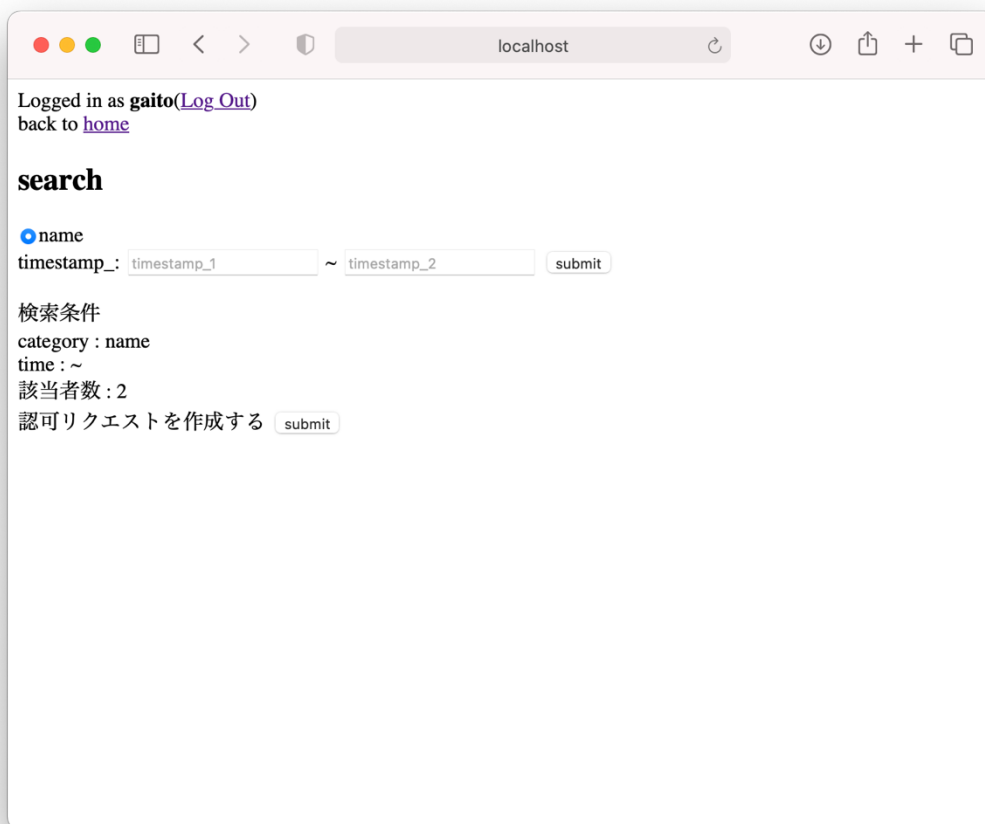 localhost
Logged in as gaito(Log Out)
back to home
search
name
timestamp_: timestamp_1 ~ timestamp_2 submit
検索条件
category : name
time : ~
該当者数 : 2
認可リクエストを作成する submit